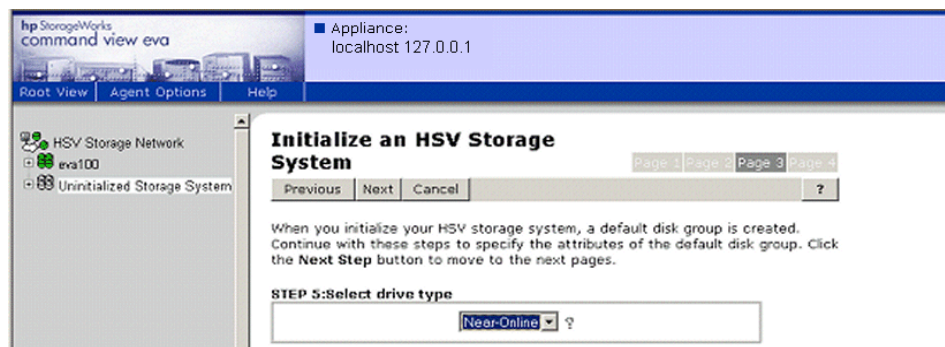 hp StorageWorks
command view eva
Appliance:
localhost 127.0.0.1
Root View
Agent Options
Help
HSV Storage Network
eva100
Uninitialized Storage System
Initialize an HSV Storage
System
Page 1 Page 2 Page 3 Page 4
Previous Next Cancel ?
When you initialize your HSV storage system, a default disk group is created.
Continue with these steps to specify the attributes of the default disk group. Click
the Next Step button to move to the next pages.
STEP 5:Select drive type
Near-Online ?